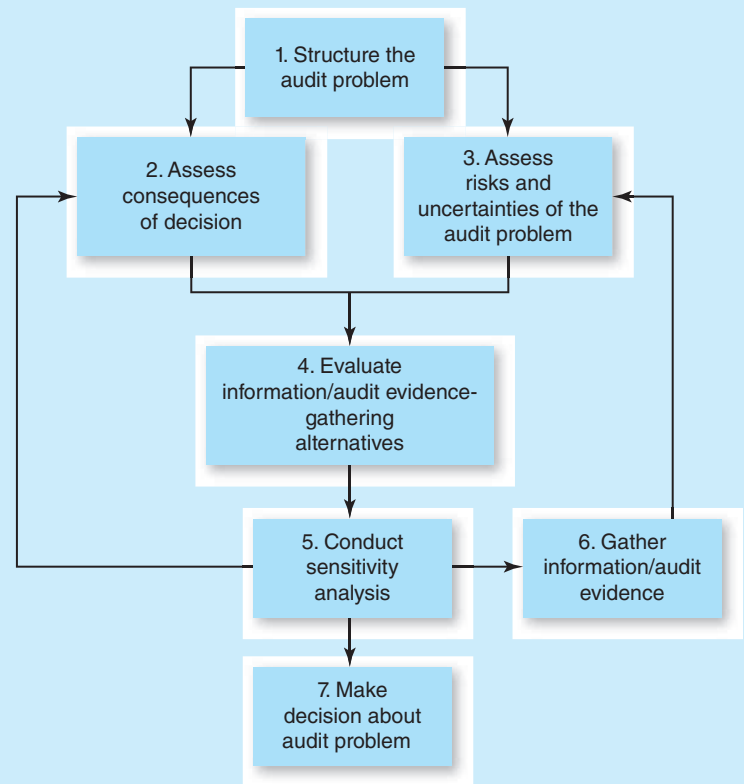 1. Structure the
audit problem
2. Assess
consequences
of decision
3. Assess
risks and
uncertainties of the
audit problem
4. Evaluate
information/audit evidence-
gathering
alternatives
5. Conduct
sensitivity
analysis
6. Gather
information/audit
evidence
7. Make
decision about
audit problem